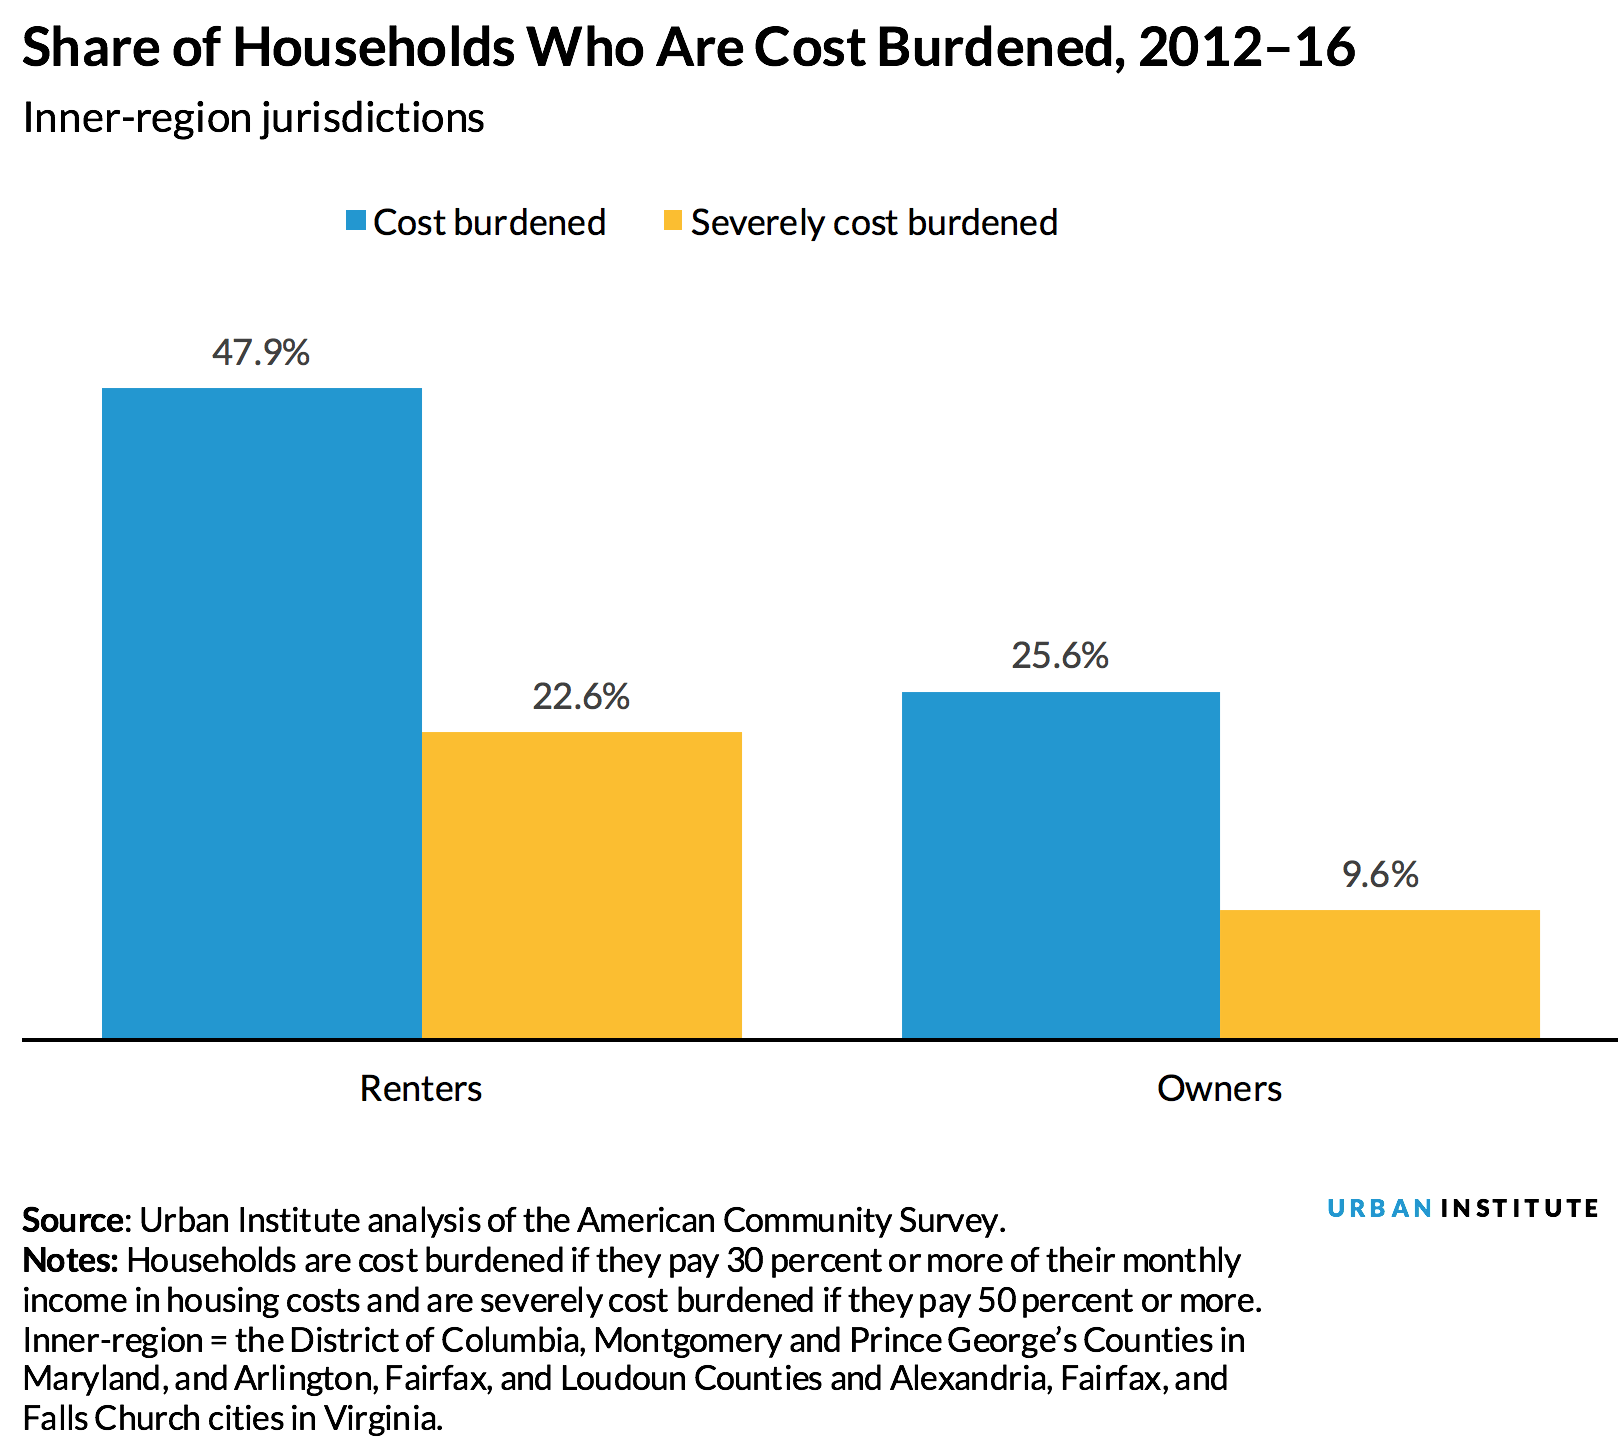 Share of Households Who Are Cost Burdened, 2012–16
Inner-region jurisdictions
Cost burdened
Severely cost burdened
47.9%
22.6%
25.6%
9.6%
Renters
Owners
URBAN INSTITUTE
Source: Urban Institute analysis of the American Community Survey.
Notes: Households are cost burdened if they pay 30 percent or more of their monthly
income in housing costs and are severely cost burdened if they pay 50 percent or more.
Inner-region = the District of Columbia, Montgomery and Prince George’s Counties in
Maryland, and Arlington, Fairfax, and Loudoun Counties and Alexandria, Fairfax, and
Falls Church cities in Virginia.